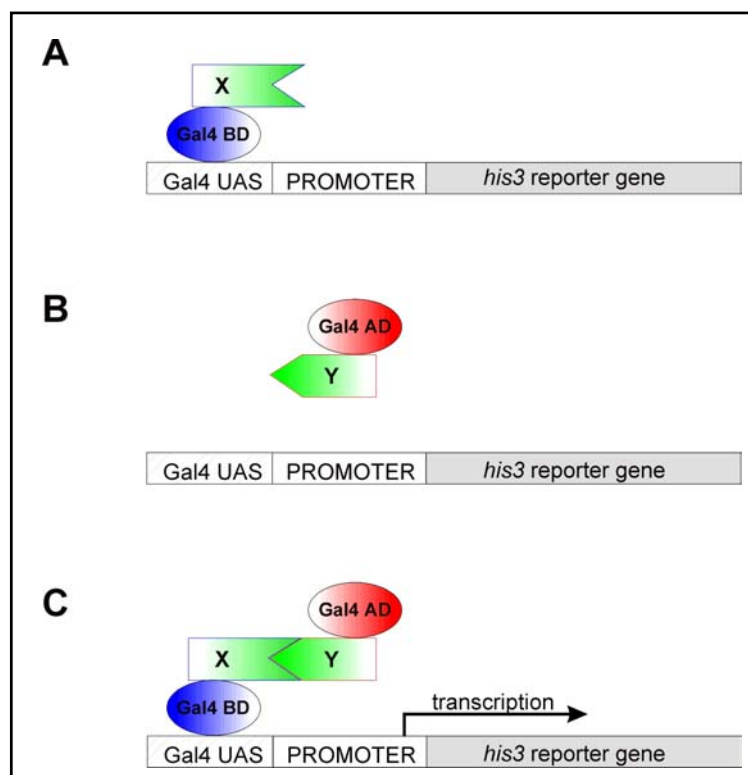 A
X
Gal4 BD
Gal4 UAS PROMOTER his3 reporter gene
B
Gal4 AD
Y
Gal4 UAS PROMOTER his3 reporter gene
C
Gal4 AD
X Y
Gal4 BD
transcription
Gal4 UAS PROMOTER his3 reporter gene